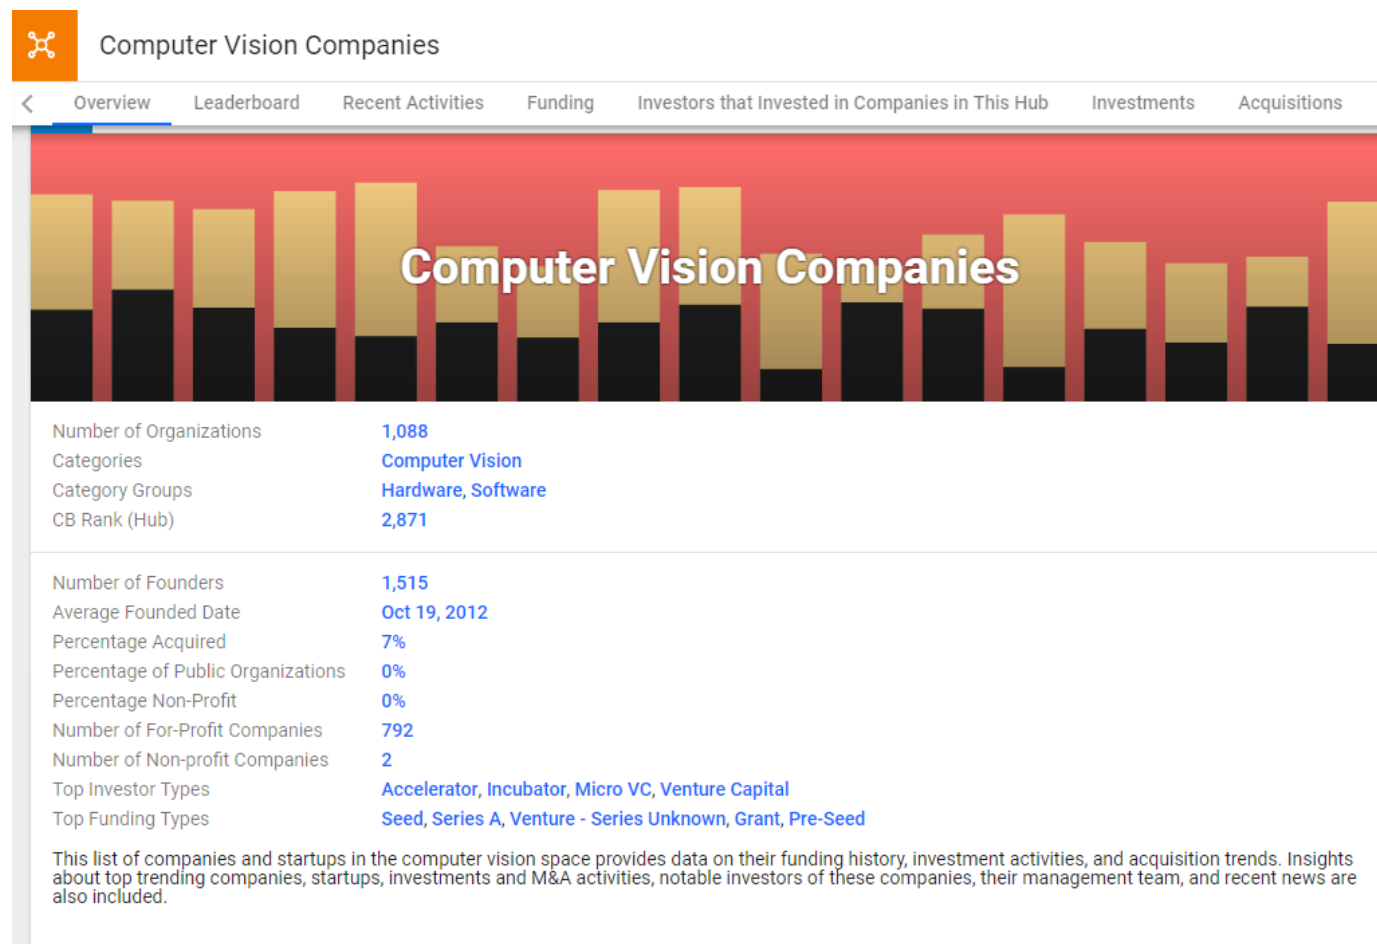 Computer Vision Companies
Overview Leaderboard Recent Activities Funding Investors that Invested in Companies in This Hub Investments Acquisitions
Computer Vision Companies
Number of Organizations 1,088
Categories Computer Vision
Category Groups Hardware, Software
CB Rank (Hub) 2,871
Number of Founders 1,515
Average Founded Date Oct 19, 2012
Percentage Acquired 7%
Percentage of Public Organizations 0%
Percentage Non-Profit 0%
Number of For-Profit Companies 792
Number of Non-profit Companies 2
Top Investor Types Accelerator, Incubator, Micro VC, Venture Capital
Top Funding Types Seed, Series A, Venture - Series Unknown, Grant, Pre-Seed
This list of companies and startups in the computer vision space provides data on their funding history, investment activities, and acquisition trends. Insights
about top trending companies, startups, investments and M&A activities, notable investors of these companies, their management team, and recent news are
also included.